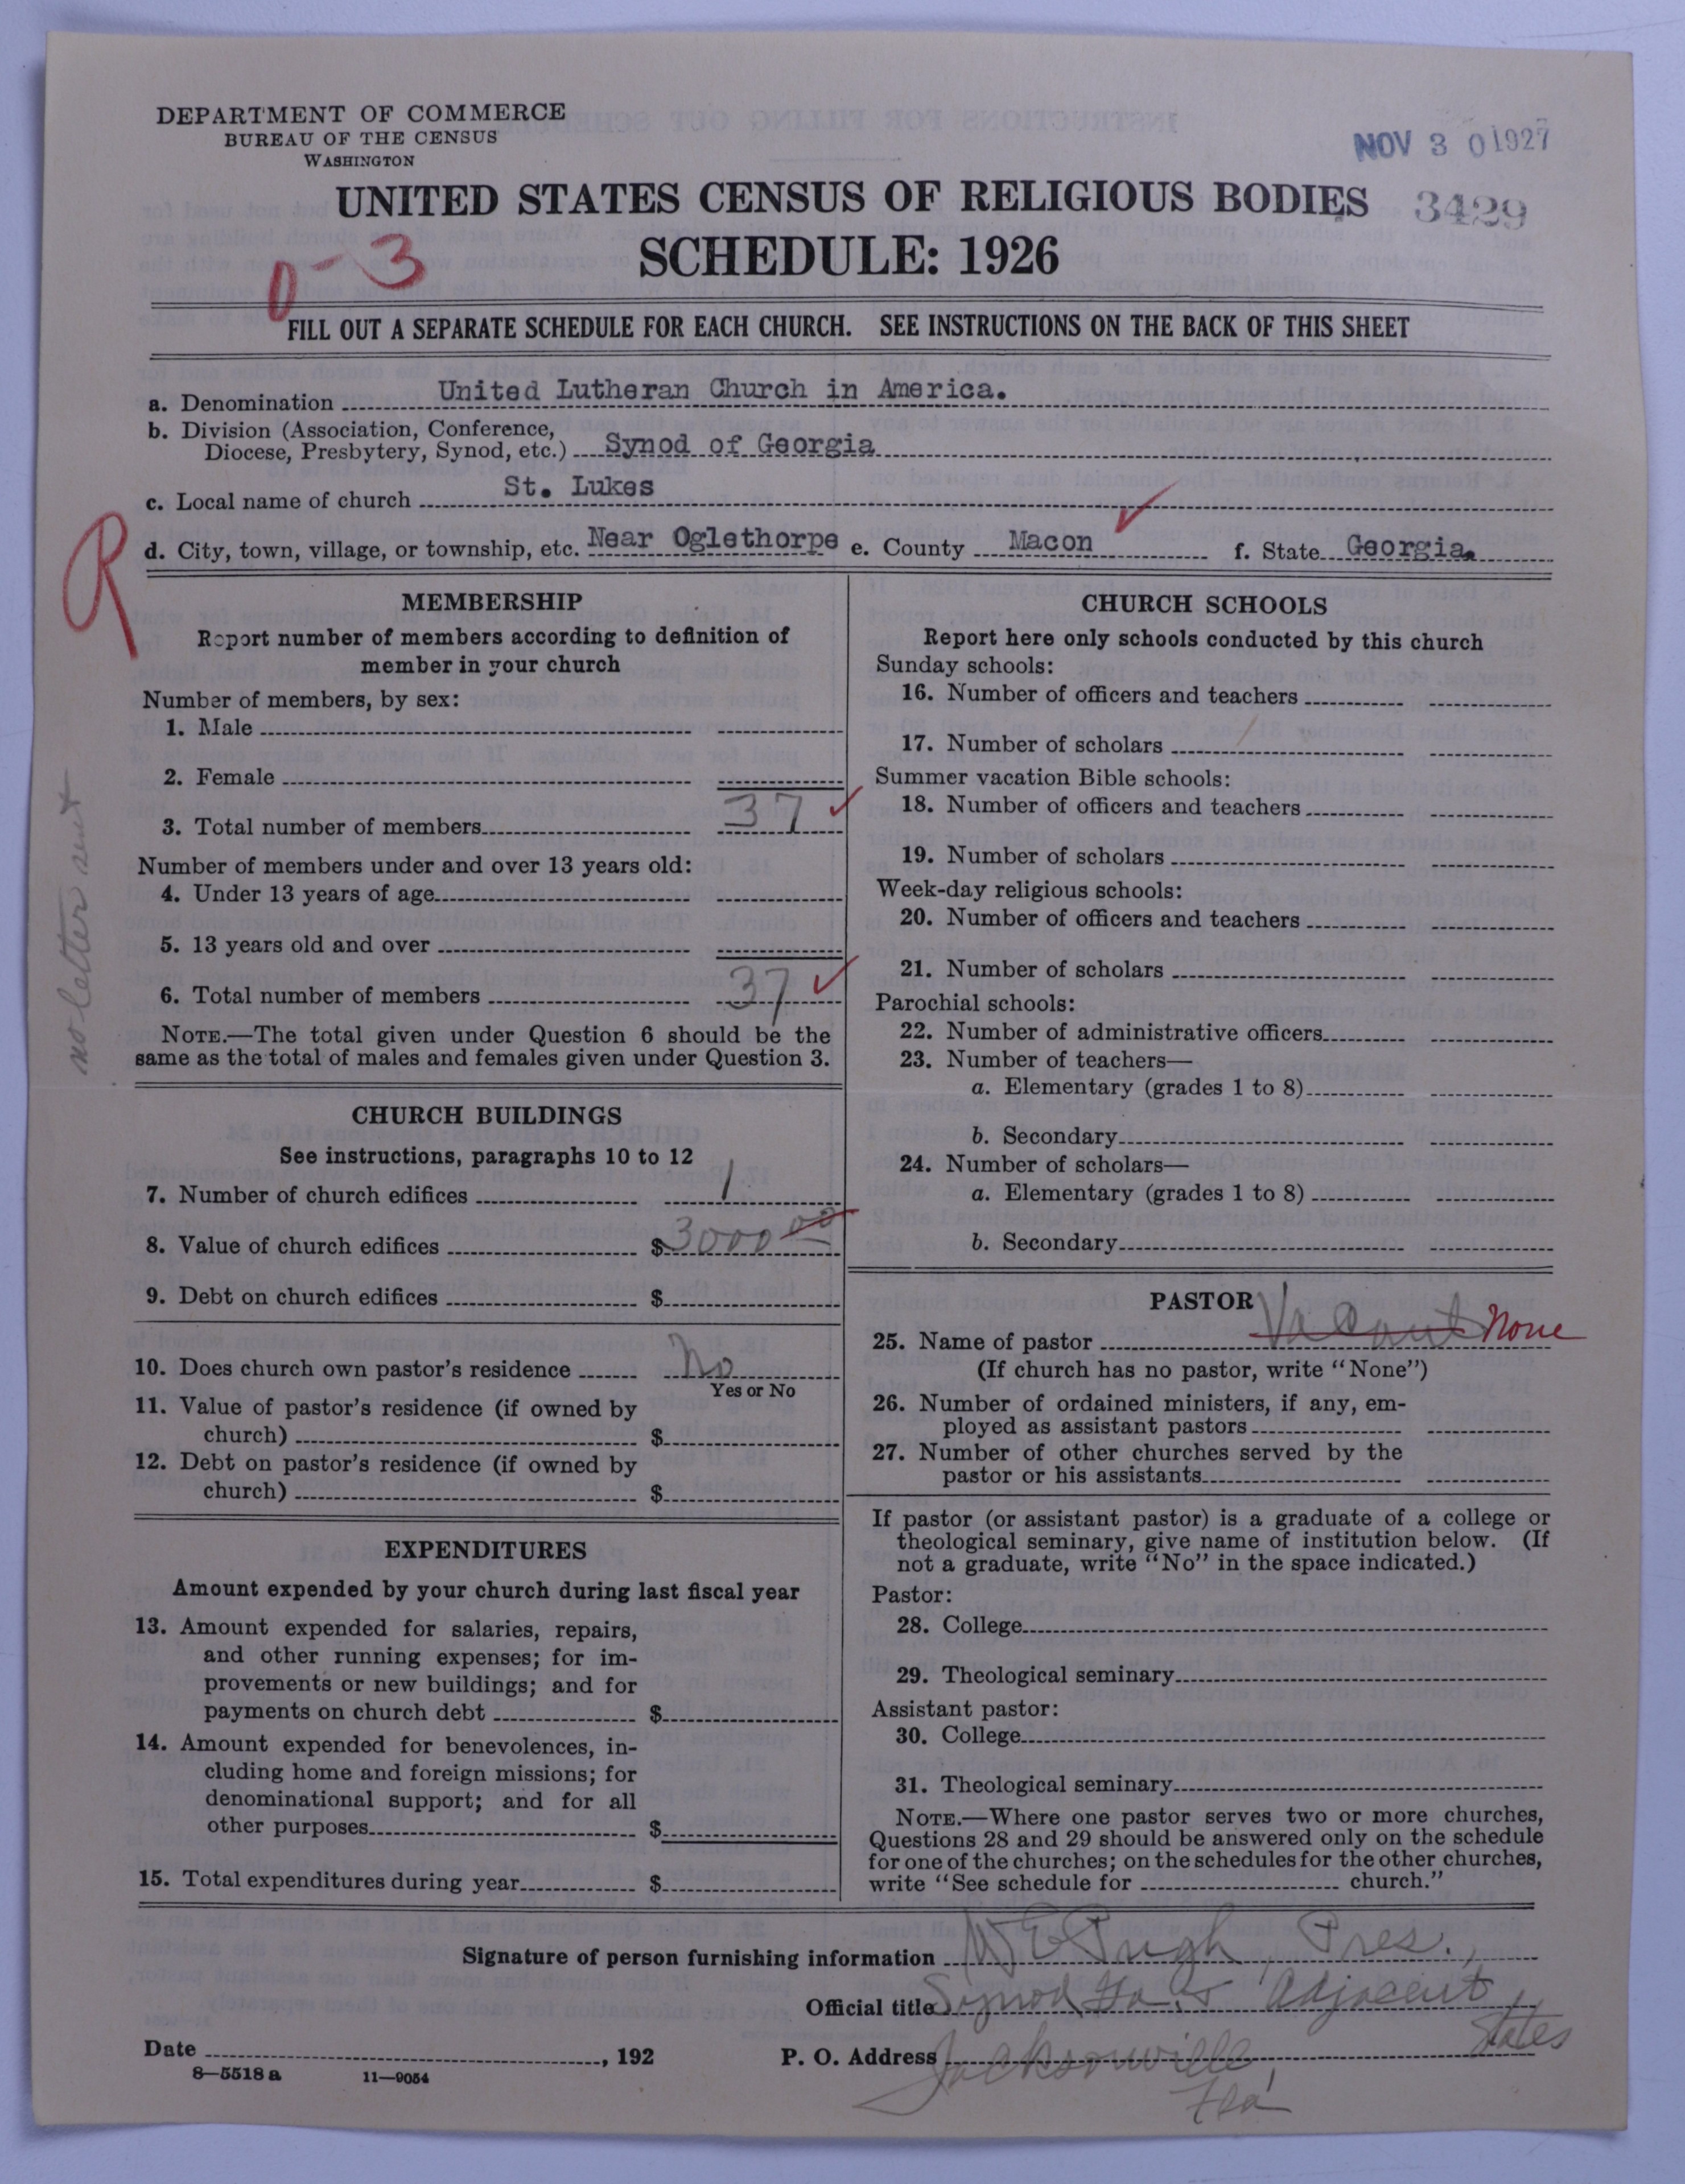 DEPARTMENT OF COMMERCE
BUREAU OF THE CENSUS
WASHINGTON
NOV 30 1927
UNITED STATES CENSUS OF RELIGIOUS BODIES
3429
SCHEDULE: 1926
0-3
FILL OUT A SEPARATE SCHEDULE FOR EACH CHURCH. SEE INSTRUCTIONS ON THE BACK OF THIS SHEET
a. Denomination United Lutheran Church in America.
b. Division (Association, Conference,
Diocese, Presbytery, Synod, etc.) Synod of Georgia
c. Local name of church St. Lukes
d. City, town, village, or township, etc. Near Oglethorpe e. County Macon f. State Georgia.
R
no letter sent
MEMBERSHIP
Report number of members according to definition of
member in your church
Number of members, by sex:
1. Male
2. Female
3. Total number of members 37
Number of members under and over 13 years old:
4. Under 13 years of age
5. 13 years old and over
6. Total number of members 37
NOTE.—The total given under Question 6 should be the
same as the total of males and females given under Question 3.
CHURCH BUILDINGS
See instructions, paragraphs 10 to 12
7. Number of church edifices 1
8. Value of church edifices $3000 00
9. Debt on church edifices $
10. Does church own pastor's residence No
Yes or No
11. Value of pastor's residence (if owned by
church) $
12. Debt on pastor's residence (if owned by
church) $
EXPENDITURES
Amount expended by your church during last fiscal year
13. Amount expended for salaries, repairs,
and other running expenses; for im-
provements or new buildings; and for
payments on church debt $
14. Amount expended for benevolences, in-
cluding home and foreign missions; for
denominational support; and for all
other purposes $
15. Total expenditures during year $
CHURCH SCHOOLS
Report here only schools conducted by this church
Sunday schools:
16. Number of officers and teachers
17. Number of scholars
Summer vacation Bible schools:
18. Number of officers and teachers
19. Number of scholars
Week-day religious schools:
20. Number of officers and teachers
21. Number of scholars
Parochial schools:
22. Number of administrative officers
23. Number of teachers—
a. Elementary (grades 1 to 8)
b. Secondary
24. Number of scholars—
a. Elementary (grades 1 to 8)
b. Secondary
PASTOR
25. Name of pastor Vacant None
(If church has no pastor, write "None")
26. Number of ordained ministers, if any, em-
ployed as assistant pastors
27. Number of other churches served by the
pastor or his assistants
If pastor (or assistant pastor) is a graduate of a college or
theological seminary, give name of institution below. (If
not a graduate, write "No" in the space indicated.)
Pastor:
28. College
29. Theological seminary
Assistant pastor:
30. College
31. Theological seminary
NOTE.—Where one pastor serves two or more churches,
Questions 28 and 29 should be answered only on the schedule
for one of the churches; on the schedules for the other churches,
write "See schedule for church."
Signature of person furnishing information W E Pugh, Pres.,
Official title Synod Ga. & Adjacent
States
Date , 192
P. O. Address Jacksonville,
Fla
8—5518 a 11—9054